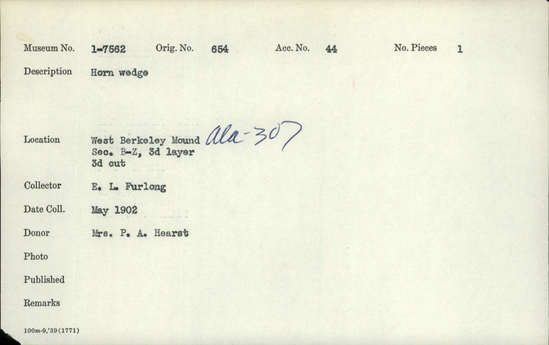 Museum No. 1-7562 Orig. No. 654 Acc. No. 44 No. Pieces 1
Description Horn wedge
Location West Berkeley Mound Ala-307
Sec. B-Z, 3d layer
3d cut
Collector E. L. Furlong
Date Coll. May 1902
Donor Mrs. P. A. Hearst
Photo
Published
Remarks
100m-9,'39(1771)